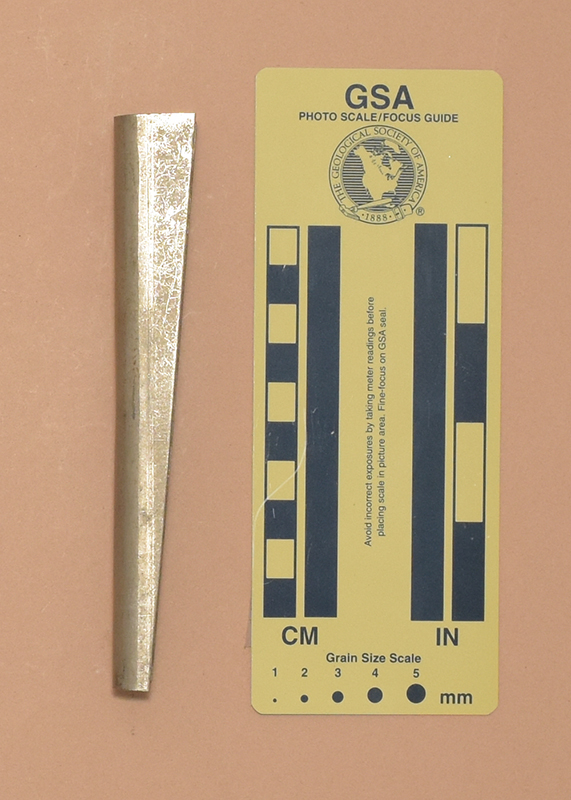 GSA
PHOTO SCALE/FOCUS GUIDE
THE GEOLOGICAL SOCIETY OF AMERICA
·1888·
®
Avoid incorrect exposures by taking meter readings before
placing scale in picture area. Fine-focus on GSA seal.
CM IN
Grain Size Scale
1 2 3 4 5
mm